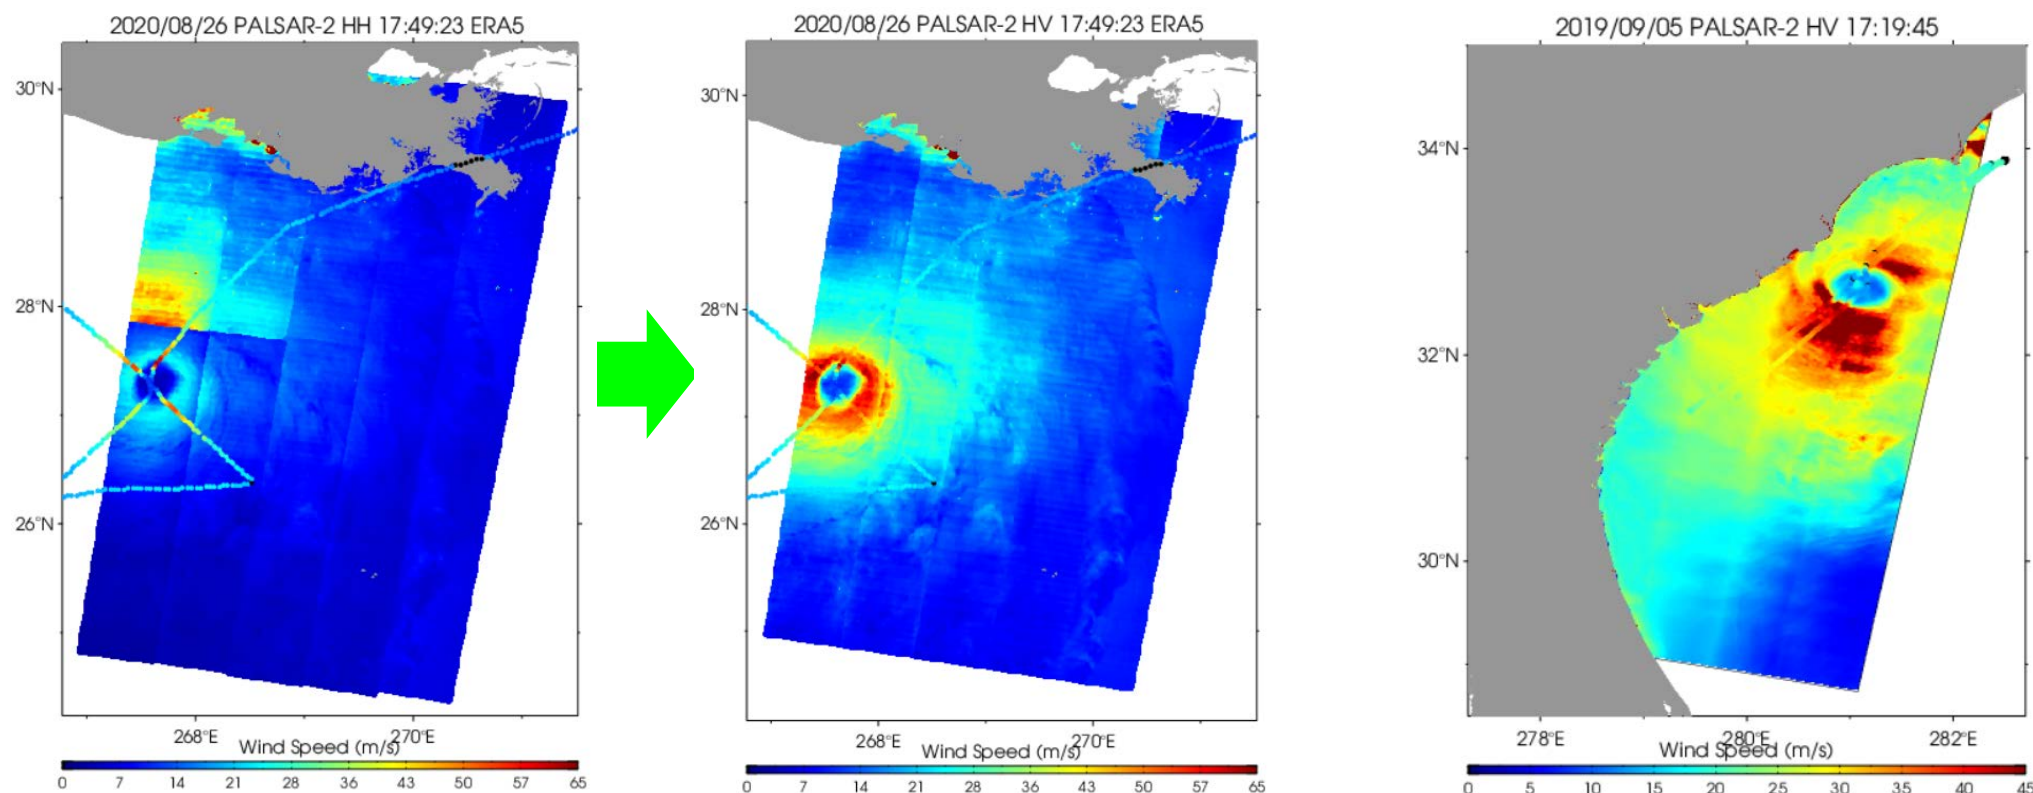 2020/08/26 PALSAR-2 HH 17:49:23 ERA5
30°N
28°N
26°N
268°E
270°E
Wind Speed (m/s)
0 7 14 21 28 36 43 50 57 65
2020/08/26 PALSAR-2 HV 17:49:23 ERA5
30°N
28°N
26°N
268°E
270°E
Wind Speed (m/s)
0 7 14 21 28 36 43 50 57 65
2019/09/05 PALSAR-2 HV 17:19:45
34°N
32°N
30°N
278°E
280°E
282°E
Wind Speed (m/s)
0 5 10 15 20 25 30 35 40 45